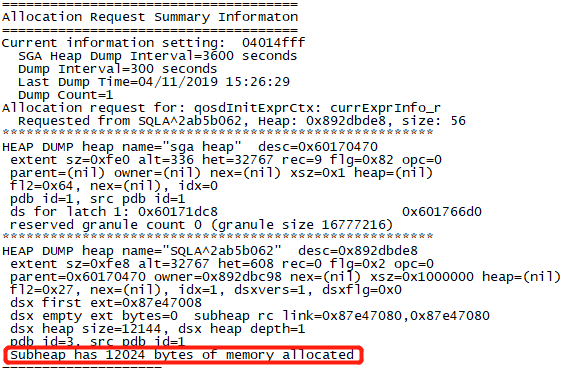 =====================================
Allocation Request Summary Informaton
=====================================
Current information setting:  04014fff
  SGA Heap Dump Interval=3600 seconds
  Dump Interval=300 seconds
  Last Dump Time=04/11/2019 15:26:29
  Dump Count=1
Allocation request for: qosdInitExprCtx: currExprInfo_r
  Requested from SQLA^2ab5b062, Heap: 0x892dbde8, size: 56
******************************************************
HEAP DUMP heap name="sga heap"  desc=0x60170470
 extent sz=0xfe0 alt=336 het=32767 rec=9 flg=0x82 opc=0
 parent=(nil) owner=(nil) nex=(nil) xsz=0x1 heap=(nil)
 fl2=0x64, nex=(nil), idx=0
 pdb id=1, src pdb id=1
 ds for latch 1: 0x60171dc8                       0x601766d0
 reserved granule count 0 (granule size 16777216)
******************************************************
HEAP DUMP heap name="SQLA^2ab5b062"  desc=0x892dbde8
 extent sz=0xfe8 alt=32767 het=608 rec=0 flg=0x2 opc=0
 parent=0x60170470 owner=0x892dbc98 nex=(nil) xsz=0x1000000 heap=(nil)
 fl2=0x27, nex=(nil), idx=1, dsxvers=1, dsxflg=0x0
 dsx first ext=0x87e47008
 dsx empty ext bytes=0  subheap rc link=0x87e47080,0x87e47080
 dsx heap size=12144, dsx heap depth=1
 pdb id=3, src pdb id=1
 Subheap has 12024 bytes of memory allocated
====================